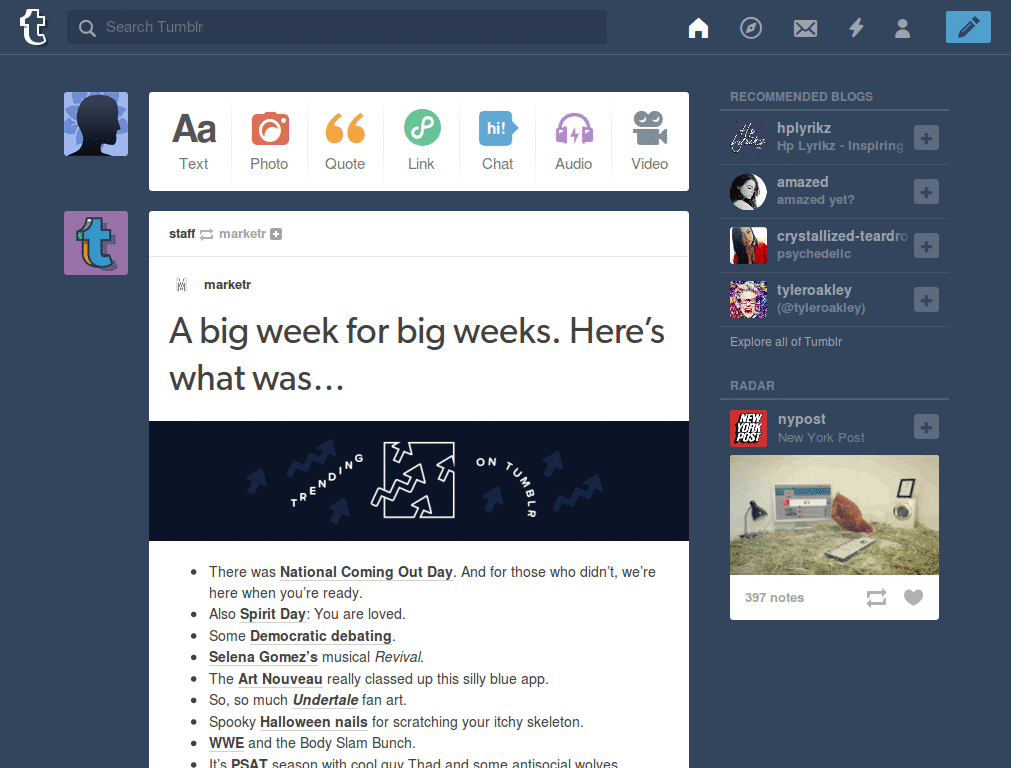 Search Tumblr
Aa
hi!
Text
Photo
Quote
Link
Chat
Audio
Video
staff marketr
marketr
A big week for big weeks. Here’s
what was...
TRENDING
ON TUMBLR
There was National Coming Out Day. And for those who didn’t, we’re
here when you’re ready.
Also Spirit Day: You are loved.
Some Democratic debating.
Selena Gomez’s musical Revival.
The Art Nouveau really classed up this silly blue app.
So, so much Undertale fan art.
Spooky Halloween nails for scratching your itchy skeleton.
WWE and the Body Slam Bunch.
It’s PSAT season with cool guy Thad and some antisocial wolves.
RECOMMENDED BLOGS
hplyrikz
Hp Lyrikz - Inspiring
amazed
amazed yet?
crystallized-teardro
psychedelic
tyleroakley
(@tyleroakley)
Explore all of Tumblr
RADAR
NEW
YORK
POST
nypost
New York Post
397 notes